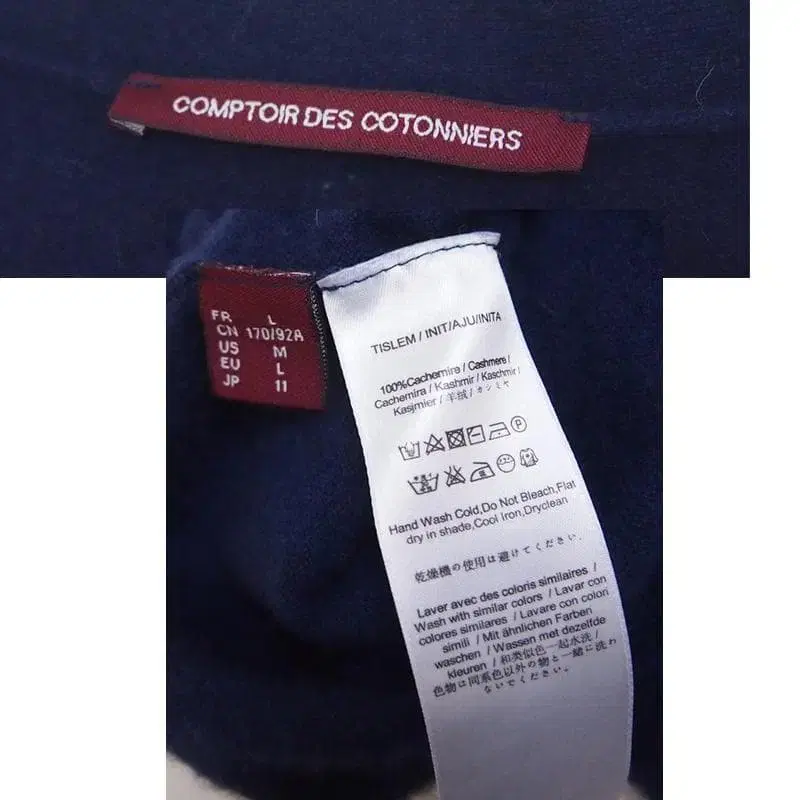 COMPTOIR DES COTONNIERS
FR L
CN 170/92A
US M
EU L
JP 11
TISLEM / INIT/AJU/INITA
100%Cachemire / Cashmere /
Cachemira / Kashmir / Kaschmir /
Kasjmier / 羊绒 / カシミヤ
Hand Wash Cold,Do Not Bleach,Flat
dry in shade,Cool Iron,Dryclean
乾燥機の使用は避けてください.
Laver avec des coloris similaires /
Wash with similar colors / Lavar con
colores similares / Lavare con colori
simili / Mit ähnlichen Farben
waschen / Wassen met dezelfde
kleuren / 和类似色一起水洗 /
色物は同系色以外の物と一緒に洗わ
ないでください.